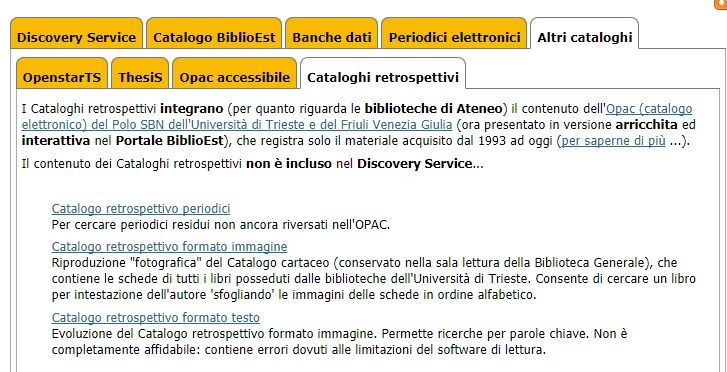 Discovery Service Catalogo BiblioEst Banche dati Periodici elettronici Altri cataloghi
OpenstarTS ThesiS Opac accessibile Cataloghi retrospettivi
I Cataloghi retrospettivi integrano (per quanto riguarda le biblioteche di Ateneo) il contenuto dell'Opac (catalogo
elettronico) del Polo SBN dell'Università di Trieste e del Friuli Venezia Giulia (ora presentato in versione arricchita ed
interattiva nel Portale BiblioEst), che registra solo il materiale acquisito dal 1993 ad oggi (per saperne di più ...).
Il contenuto dei Cataloghi retrospettivi non è incluso nel Discovery Service...
Catalogo retrospettivo periodici
Per cercare periodici residui non ancora riversati nell'OPAC.
Catalogo retrospettivo formato immagine
Riproduzione "fotografica" del Catalogo cartaceo (conservato nella sala lettura della Biblioteca Generale), che
contiene le schede di tutti i libri posseduti dalle biblioteche dell'Università di Trieste. Consente di cercare un libro
per intestazione dell'autore 'sfogliando' le immagini delle schede in ordine alfabetico.
Catalogo retrospettivo formato testo
Evoluzione del Catalogo retrospettivo formato immagine. Permette ricerche per parole chiave. Non è
completamente affidabile: contiene errori dovuti alle limitazioni del software di lettura.